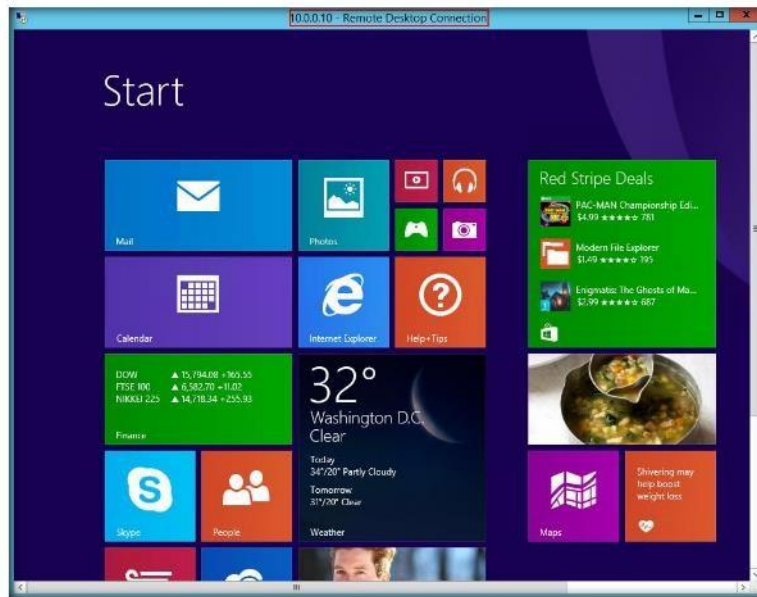 10.0.0.10 - Remote Desktop Connection
Start
Mail
Photos
Calendar
Internet Explorer
Help+Tips
DOW ▲ 15,794.08 +165.55
FTSE 100 ▲ 6,582.70 +11.02
NIKKEI 225 ▲ 14,718.34 +255.93
Finance
32°
Washington D.C.
Clear
Today
34°/20° Partly Cloudy
Tomorrow
31°/20° Clear
Weather
Skype
People
Red Stripe Deals
PAC-MAN Championship Edi...
$4.99 ★★★★☆ 781
Modern File Explorer
$1.49 ★★★★☆ 195
Enigmatis: The Ghosts of Ma...
$2.99 ★★★★☆ 687
Maps
Shivering may
help boost
weight loss